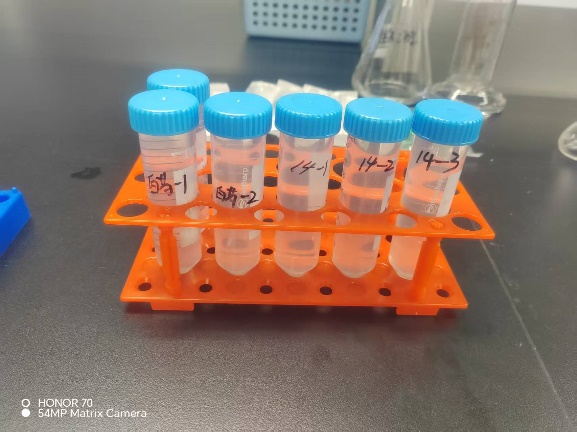 白芍-1
白芍-2
14-1
14-2
14-3
HONOR 70
54MP Matrix Camera